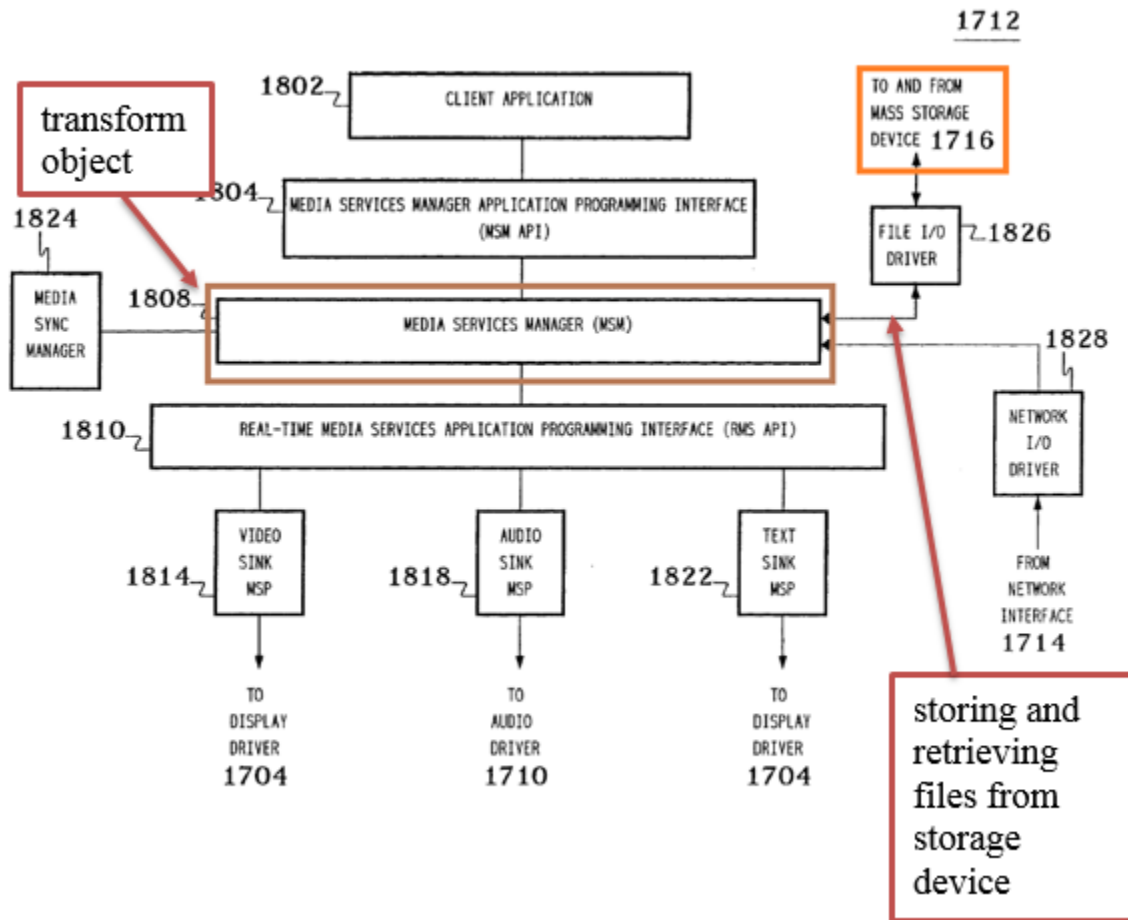 1712
1802
CLIENT APPLICATION
TO AND FROM
MASS STORAGE
DEVICE 1716
transform
object
1804
MEDIA SERVICES MANAGER APPLICATION PROGRAMMING INTERFACE
(MSM API)
1824
FILE I/O
DRIVER
1826
MEDIA
SYNC
MANAGER
1808
MEDIA SERVICES MANAGER (MSM)
1828
NETWORK
I/O
DRIVER
1810
REAL-TIME MEDIA SERVICES APPLICATION PROGRAMMING INTERFACE (RMS API)
VIDEO
SINK
MSP
1814
AUDIO
SINK
MSP
1818
TEXT
SINK
MSP
1822
FROM
NETWORK
INTERFACE
1714
TO
DISPLAY
DRIVER
1704
TO
AUDIO
DRIVER
1710
TO
DISPLAY
DRIVER
1704
storing and
retrieving
files from
storage
device